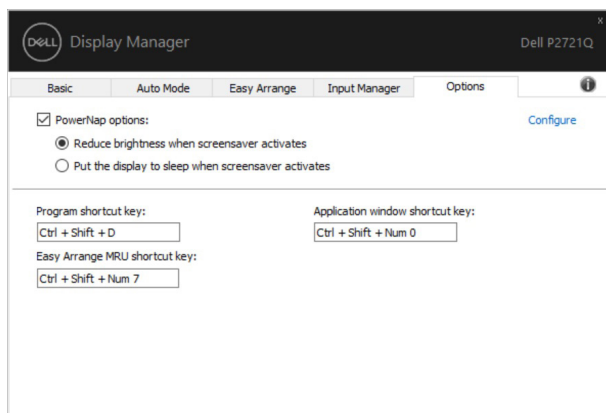 x
DELL Display Manager
Dell P2721Q
Basic Auto Mode Easy Arrange Input Manager Options
PowerNap options:
Configure
Reduce brightness when screensaver activates
Put the display to sleep when screensaver activates
Program shortcut key:
Application window shortcut key:
Ctrl + Shift + D
Ctrl + Shift + Num 0
Easy Arrange MRU shortcut key:
Ctrl + Shift + Num 7